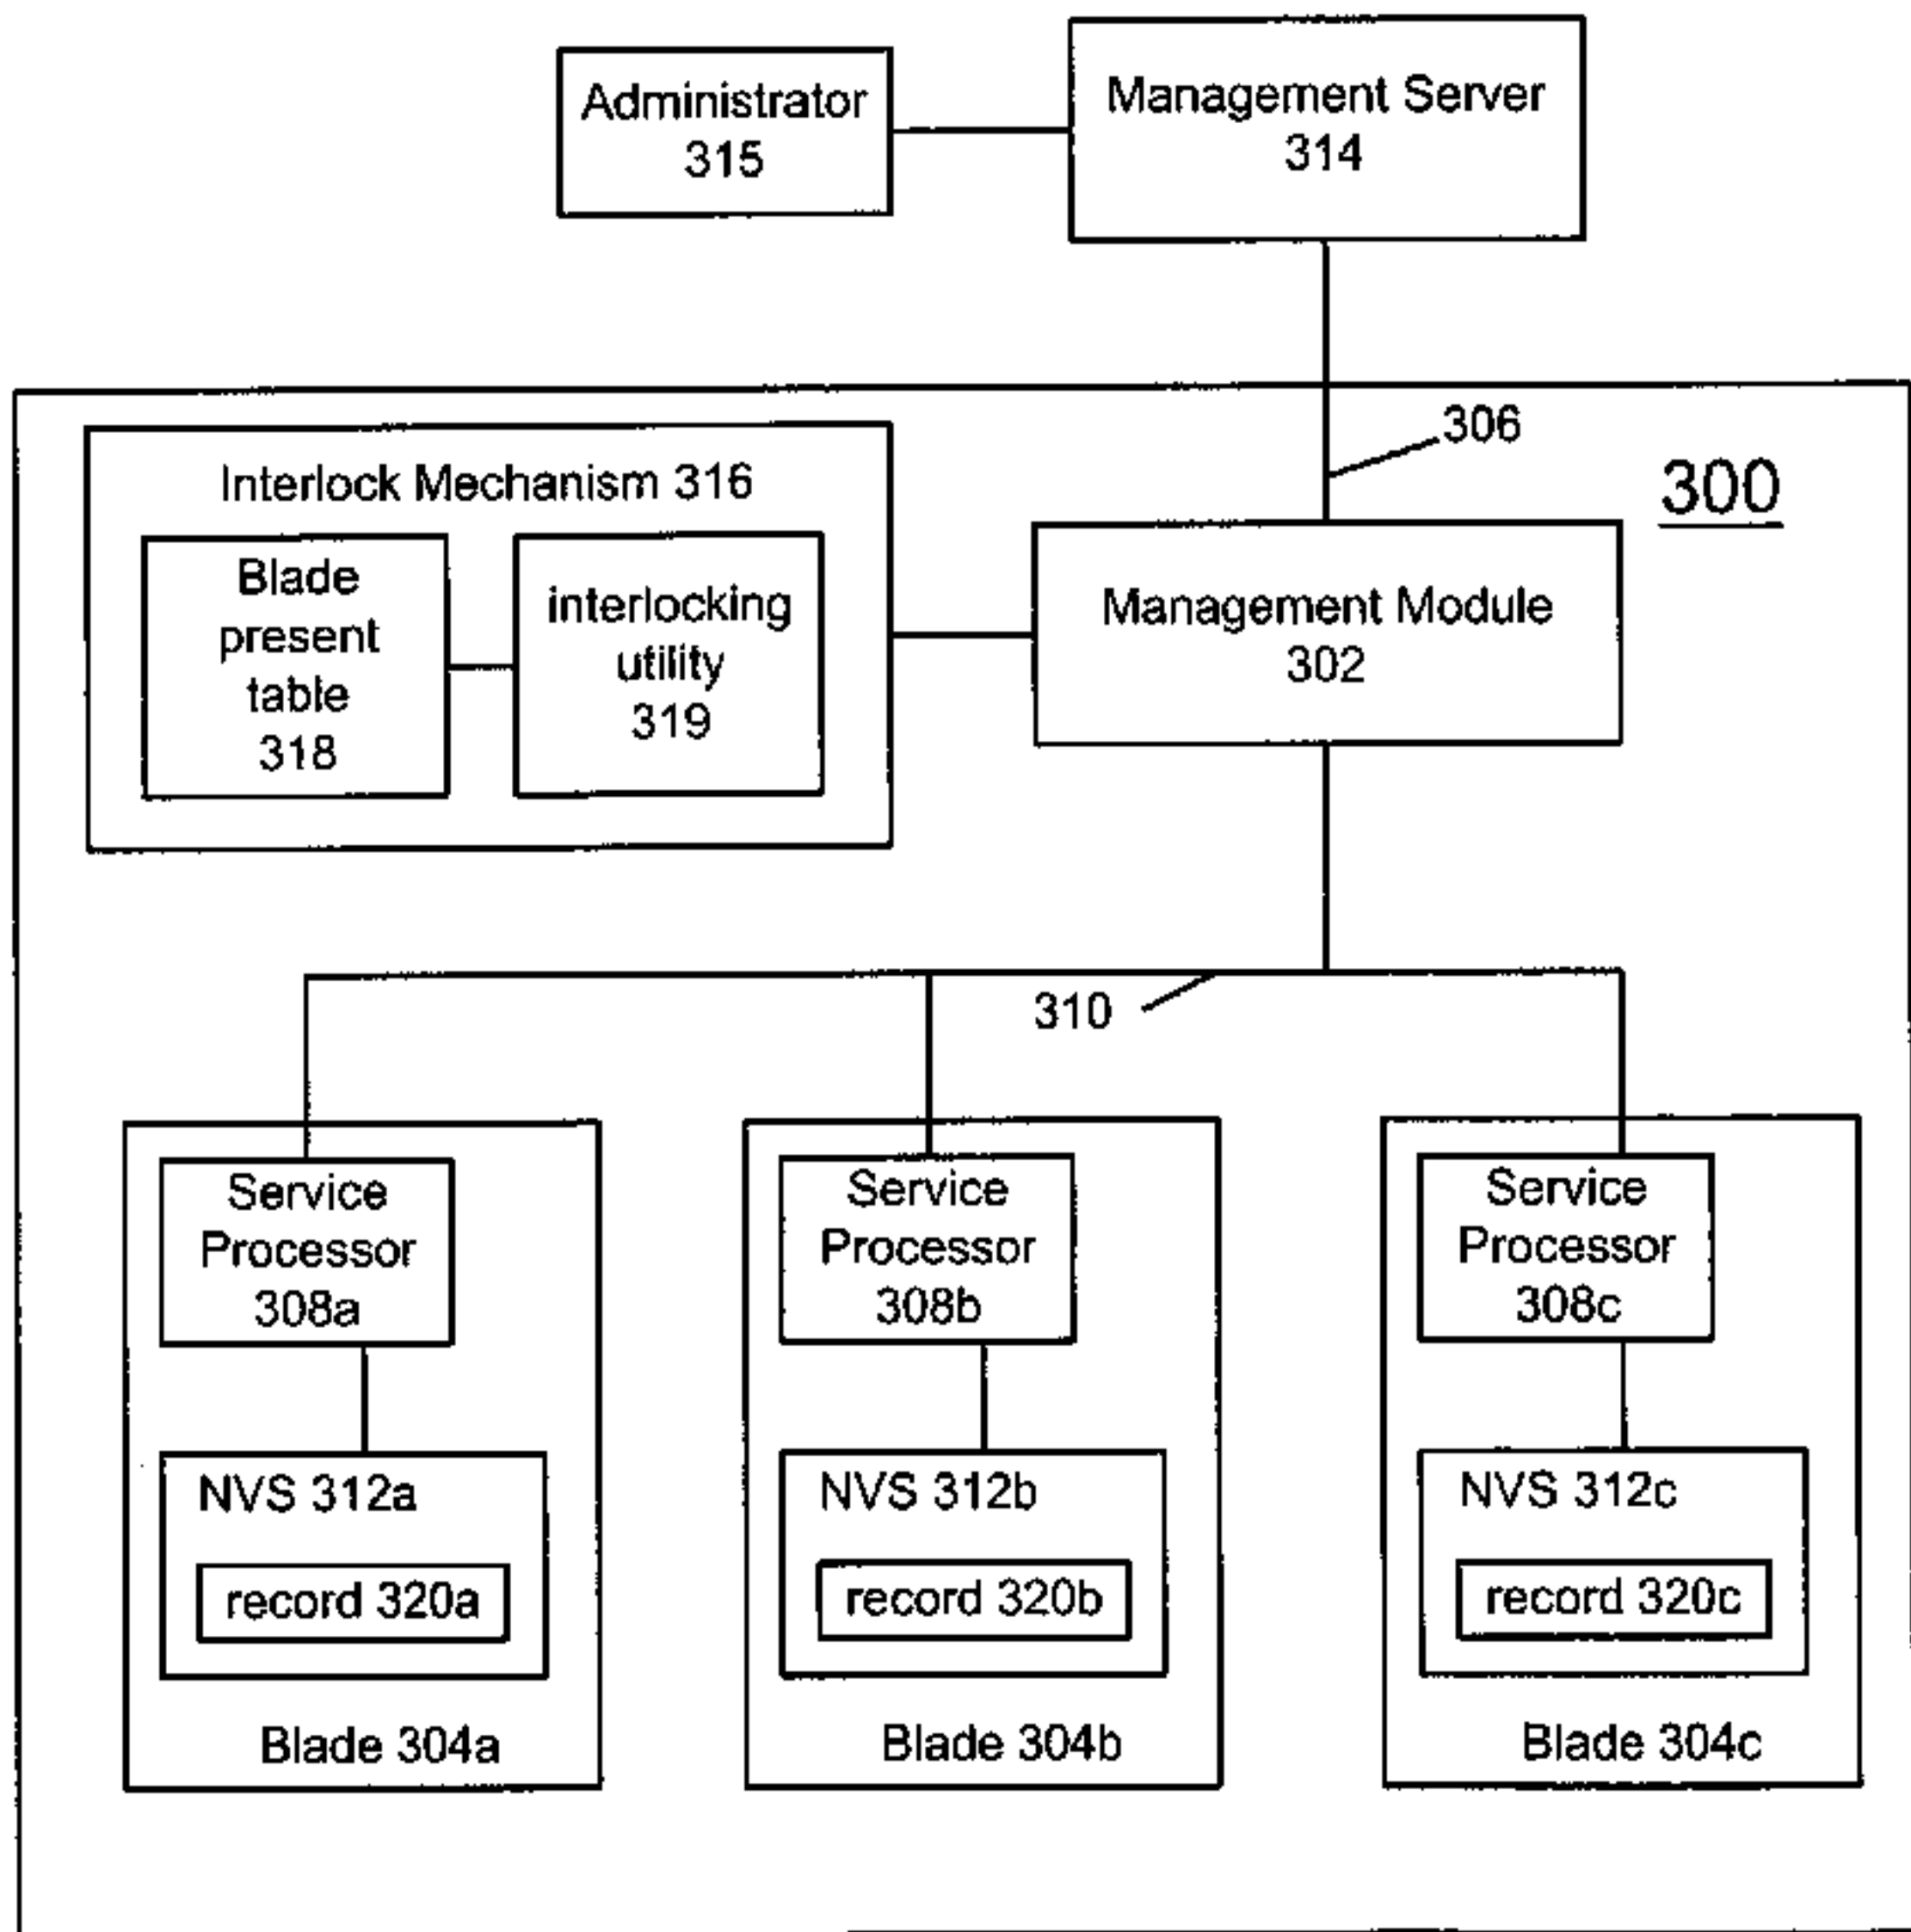 Administrator
315
Management Server
314
306
300
Interlock Mechanism 316
Blade
present
table
318
interlocking
utility
319
Management Module
302
310
Service
Processor
308a
Service
Processor
308b
Service
Processor
308c
NVS 312a
record 320a
NVS 312b
record 320b
NVS 312c
record 320c
Blade 304a
Blade 304b
Blade 304c